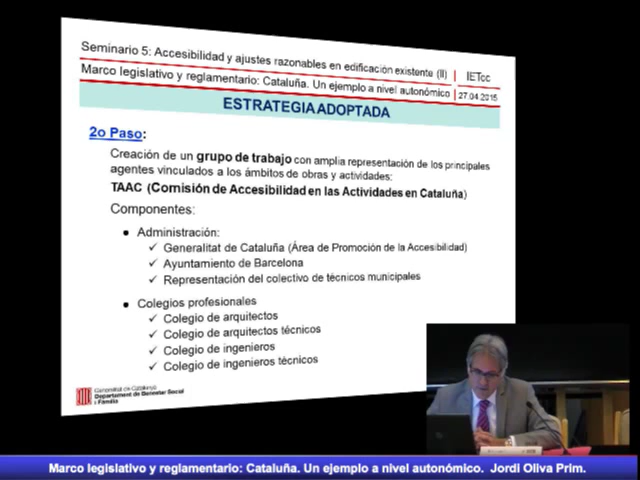 Seminario 5: Accesibilidad y ajustes razonables en edificación existente (II)
IETcc
Marco legislativo y reglamentario: Cataluña. Un ejemplo a nivel autonómico
27.04.2015
ESTRATEGIA ADOPTADA
2o Paso:
Creación de un grupo de trabajo con amplia representación de los principales
agentes vinculados a los ámbitos de obras y actividades:
TAAC (Comisión de Accesibilidad en las Actividades en Cataluña)
Componentes:
• Administración:
✓ Generalitat de Cataluña (Área de Promoción de la Accesibilidad)
✓ Ayuntamiento de Barcelona
✓ Representación del colectivo de técnicos municipales
• Colegios profesionales
✓ Colegio de arquitectos
✓ Colegio de arquitectos técnicos
✓ Colegio de ingenieros
✓ Colegio de ingenieros técnicos
Generalitat de Catalunya
Departament de Benestar Social
i Família
Marco legislativo y reglamentario: Cataluña. Un ejemplo a nivel autonómico. Jordi Oliva Prim.